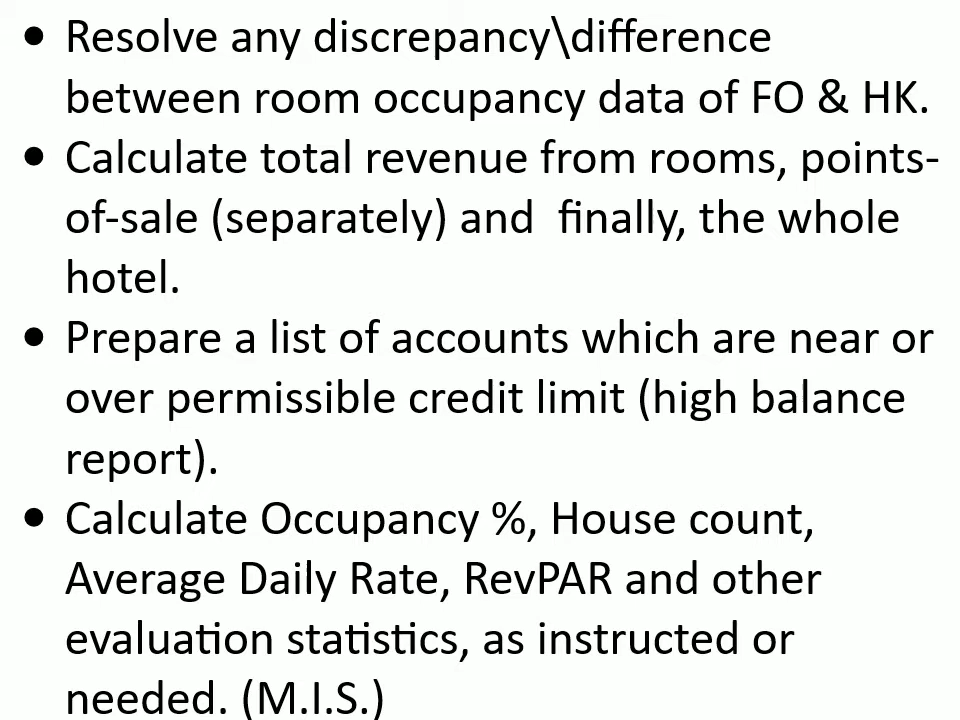 • Resolve any discrepancy\difference
between room occupancy data of FO & HK.
• Calculate total revenue from rooms, points-
of-sale (separately) and  finally, the whole
hotel.
• Prepare a list of accounts which are near or
over permissible credit limit (high balance
report).
• Calculate Occupancy %, House count,
Average Daily Rate, RevPAR and other
evaluation statistics, as instructed or
needed. (M.I.S.)